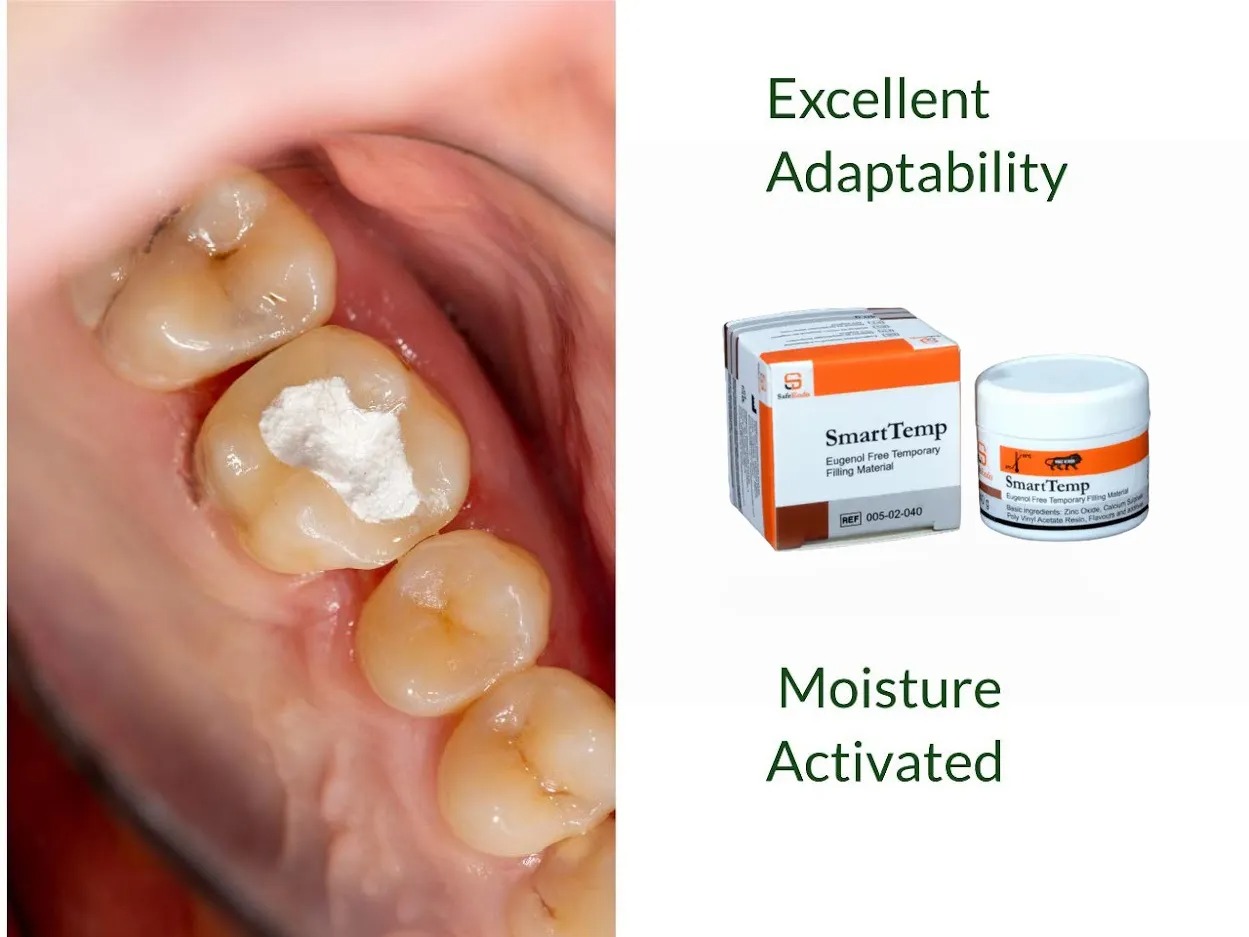 Excellent
Adaptability
SafeEndo
SmartTemp
Eugenol Free Temporary
Filling Material
REF 005-02-040
SmartTemp
Eugenol Free Temporary Filling Material
Basic ingredients: Zinc Oxide, Calcium
Poly Vinyl Acetate Resin, Flavours and
Moisture
Activated